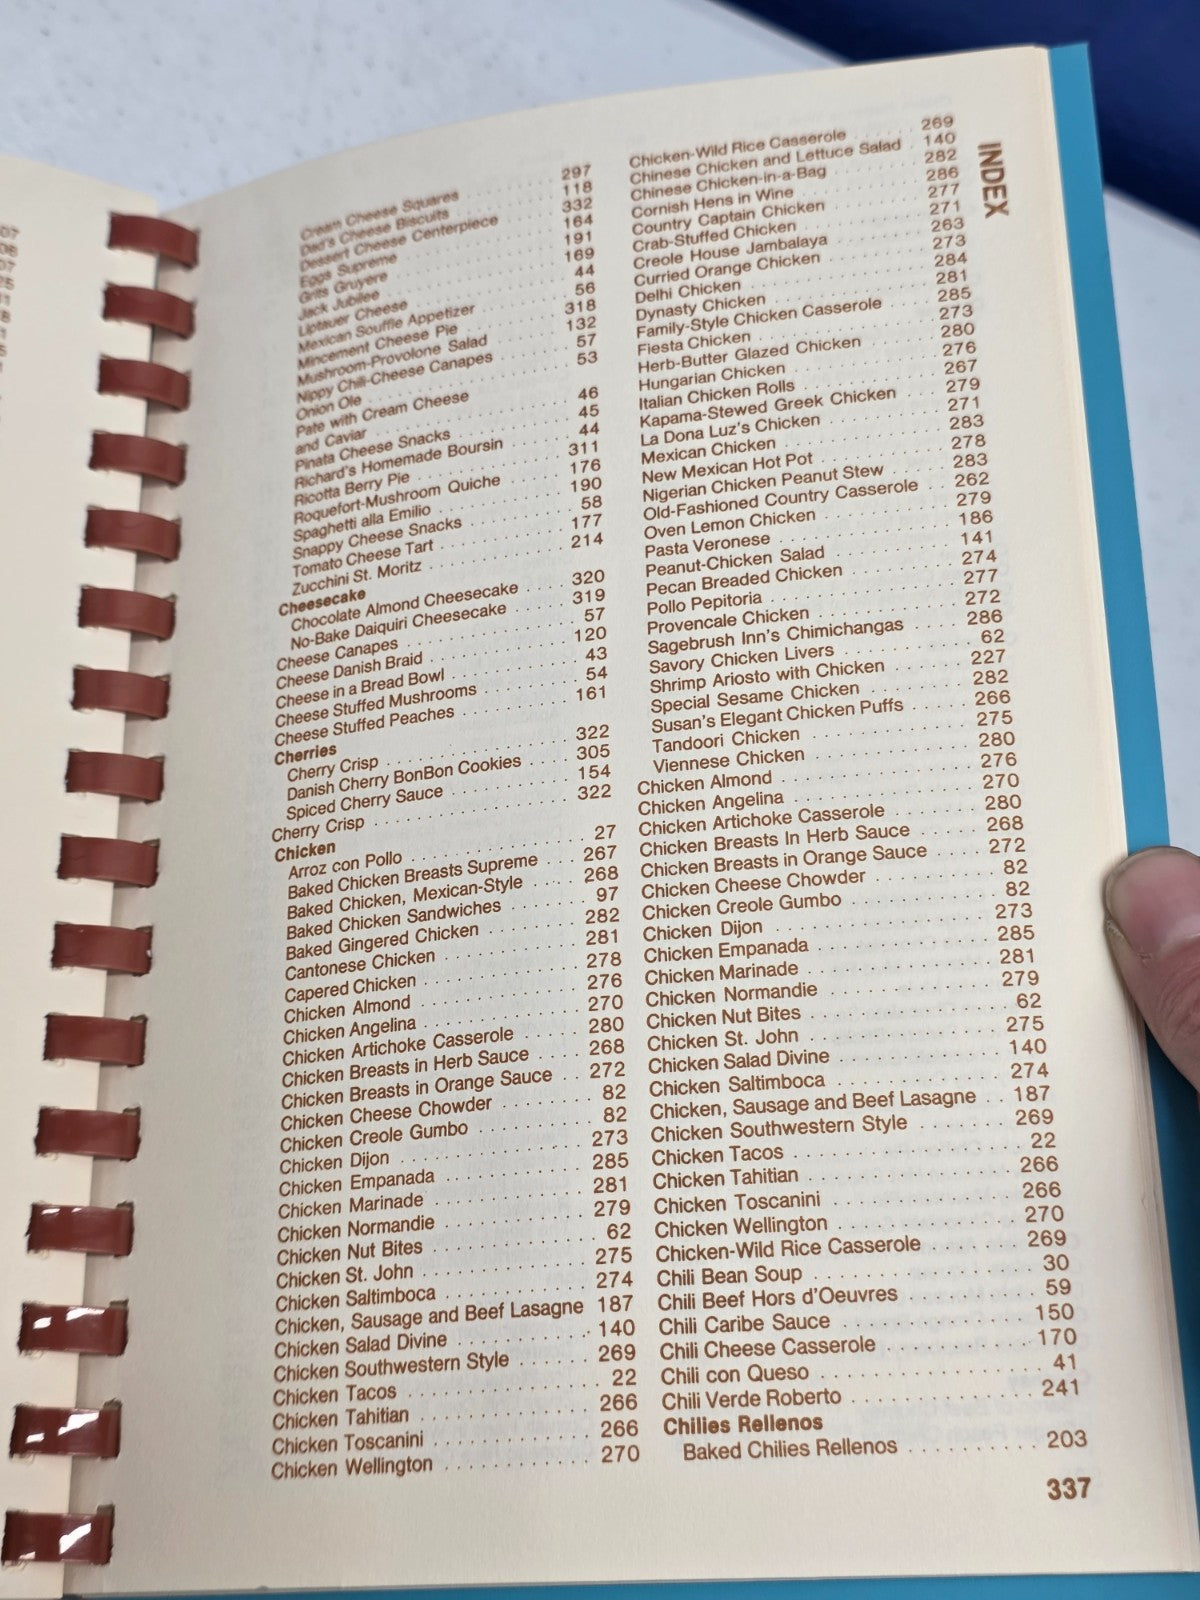 Cream Cheese Squares . . . . . . . . . 297
Dad's Cheese Biscuits . . . . . . . . . 118
Dessert Cheese Centerpiece . . . . . . 332
Eggs Supreme . . . . . . . . . 164
Grits Gruyere . . . . . . . . . 191
Jack Jubilee . . . . . . . . . 169
Liptauer Cheese . . . . . . . . . 44
Mexican Souffle Appetizer . . . . . . 56
Mincement Cheese Pie . . . . . . 318
Mushroom-Provolone Salad . . . . . . 132
Nippy Chili-Cheese Canapes . . . . . . 57
Onion Ole . . . . . . . . . 53
Pate with Cream Cheese
and Caviar . . . . . . . . . 46
Pinata Cheese Snacks . . . . . . 45
Richard's Homemade Boursin . . . . . . 44
Ricotta Berry Pie . . . . . . . . . 311
Roquefort-Mushroom Quiche . . . . . . 176
Spaghetti alla Emilio . . . . . . . . . 190
Snappy Cheese Snacks . . . . . . . . . 58
Tomato Cheese Tart . . . . . . . . . 177
Zucchini St. Moritz . . . . . . . . . 214
Cheesecake
Chocolate Almond Cheesecake . . . . 320
No-Bake Daiquiri Cheesecake . . . . . 319
Cheese Canapes . . . . . . . . . 57
Cheese Danish Braid . . . . . . . . . 120
Cheese in a Bread Bowl . . . . . . . . . 43
Cheese Stuffed Mushrooms . . . . . . 54
Cheese Stuffed Peaches . . . . . . . . . 161
Cherries
Cherry Crisp . . . . . . . . . 322
Danish Cherry BonBon Cookies . . . . 305
Spiced Cherry Sauce . . . . . . . . . 154
Cherry Crisp . . . . . . . . . 322
Chicken
Arroz con Pollo . . . . . . . . . 27
Baked Chicken Breasts Supreme . . . 267
Baked Chicken, Mexican-Style . . . . . 268
Baked Chicken Sandwiches . . . . . . . 97
Baked Gingered Chicken . . . . . . . . . 282
Cantonese Chicken . . . . . . . . . 281
Capered Chicken . . . . . . . . . 278
Chicken Almond . . . . . . . . . 276
Chicken Angelina . . . . . . . . . 270
Chicken Artichoke Casserole . . . . . . 280
Chicken Breasts in Herb Sauce . . . . 268
Chicken Breasts in Orange Sauce . . 272
Chicken Cheese Chowder . . . . . . . . 82
Chicken Creole Gumbo . . . . . . . . . 82
Chicken Dijon . . . . . . . . . 273
Chicken Empanada . . . . . . . . . 285
Chicken Marinade . . . . . . . . . 281
Chicken Normandie . . . . . . . . . 279
Chicken Nut Bites . . . . . . . . . 62
Chicken St. John . . . . . . . . . 275
Chicken Saltimboca . . . . . . . . . 274
Chicken, Sausage and Beef Lasagne 187
Chicken Salad Divine . . . . . . . . . 140
Chicken Southwestern Style . . . . . . 269
Chicken Tacos . . . . . . . . . 22
Chicken Tahitian . . . . . . . . . 266
Chicken Toscanini . . . . . . . . . 266
Chicken Wellington . . . . . . . . . 270
INDEX
Chicken-Wild Rice Casserole . . . . . . 269
Chinese Chicken and Lettuce Salad . 140
Chinese Chicken-in-a-Bag . . . . . . 282
Cornish Hens in Wine . . . . . . . . . 286
Country Captain Chicken . . . . . . . . . 277
Crab-Stuffed Chicken . . . . . . . . . 271
Creole House Jambalaya . . . . . . . . . 263
Curried Orange Chicken . . . . . . . . . 273
Delhi Chicken . . . . . . . . . 284
Dynasty Chicken . . . . . . . . . 281
Family-Style Chicken Casserole . . . . 285
Fiesta Chicken . . . . . . . . . 273
Herb-Butter Glazed Chicken . . . . . . 280
Hungarian Chicken . . . . . . . . . 276
Italian Chicken Rolls . . . . . . . . . 267
Kapama-Stewed Greek Chicken . . . . 279
La Dona Luz's Chicken . . . . . . . . . 271
Mexican Chicken . . . . . . . . . 283
New Mexican Hot Pot . . . . . . . . . 278
Nigerian Chicken Peanut Stew . . . . . 283
Old-Fashioned Country Casserole . . 262
Oven Lemon Chicken . . . . . . . . . 279
Pasta Veronese . . . . . . . . . 186
Peanut-Chicken Salad . . . . . . . . . 141
Pecan Breaded Chicken . . . . . . . . . 274
Pollo Pepitoria . . . . . . . . . 277
Provencale Chicken . . . . . . . . . 272
Sagebrush Inn's Chimichangas . . . . 286
Savory Chicken Livers . . . . . . . . . 62
Shrimp Ariosto with Chicken . . . . . . 227
Special Sesame Chicken . . . . . . . . . 282
Susan's Elegant Chicken Puffs . . . . . 266
Tandoori Chicken . . . . . . . . . 275
Viennese Chicken . . . . . . . . . 280
Chicken Almond . . . . . . . . . 276
Chicken Angelina . . . . . . . . . 270
Chicken Artichoke Casserole . . . . . . . 280
Chicken Breasts In Herb Sauce . . . . . 268
Chicken Breasts in Orange Sauce . . . . 272
Chicken Cheese Chowder . . . . . . . . . 82
Chicken Creole Gumbo . . . . . . . . . 82
Chicken Dijon . . . . . . . . . 273
Chicken Empanada . . . . . . . . . 285
Chicken Marinade . . . . . . . . . 281
Chicken Normandie . . . . . . . . . 279
Chicken Nut Bites . . . . . . . . . 62
Chicken St. John . . . . . . . . . 275
Chicken Salad Divine . . . . . . . . . 140
Chicken Saltimboca . . . . . . . . . 274
Chicken, Sausage and Beef Lasagne . . 187
Chicken Southwestern Style . . . . . . . . 269
Chicken Tacos . . . . . . . . . 22
Chicken Tahitian . . . . . . . . . 266
Chicken Toscanini . . . . . . . . . 266
Chicken Wellington . . . . . . . . . 270
Chicken-Wild Rice Casserole . . . . . . . 269
Chili Bean Soup . . . . . . . . . 30
Chili Beef Hors d'Oeuvres . . . . . . . . . 59
Chili Caribe Sauce . . . . . . . . . 150
Chili Cheese Casserole . . . . . . . . . 170
Chili con Queso . . . . . . . . . 41
Chili Verde Roberto . . . . . . . . . 241
Chilies Rellenos
Baked Chilies Rellenos . . . . . . . . . 203
337